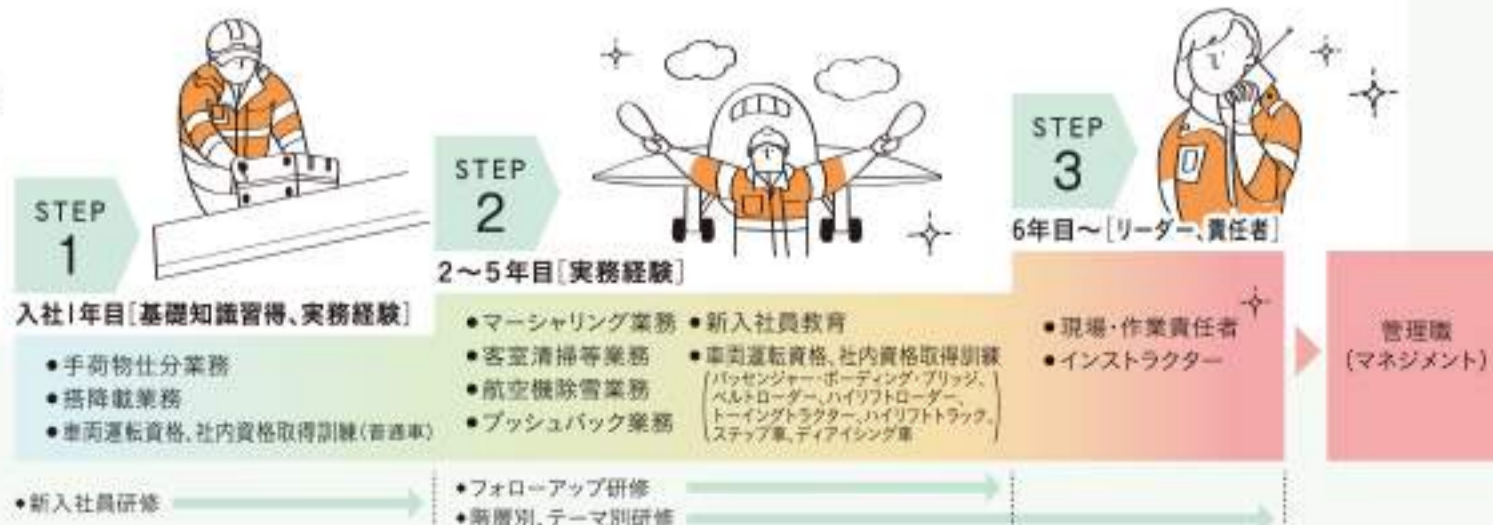 STEP
1
入社1年目[基礎知識習得、実務経験]
●手荷物仕分業務
●搭降載業務
●車両運転資格、社内資格取得訓練(普通車)
STEP
2
2〜5年目[実務経験]
●マーシャリング業務
●客室清掃等業務
●航空機除雪業務
●プッシュバック業務
●新入社員教育
●車両運転資格、社内資格取得訓練
(パッセンジャー・ボーディング・ブリッジ、
ベルトローダー、ハイリフトローダー、
トーイングトラクター、ハイリフトトラック、
ステップ車、ディアイシング車)
STEP
3
6年目〜[リーダー、責任者]
●現場・作業責任者
●インストラクター
管理職
(マネジメント)
●新入社員研修
●フォローアップ研修
●階層別、テーマ別研修